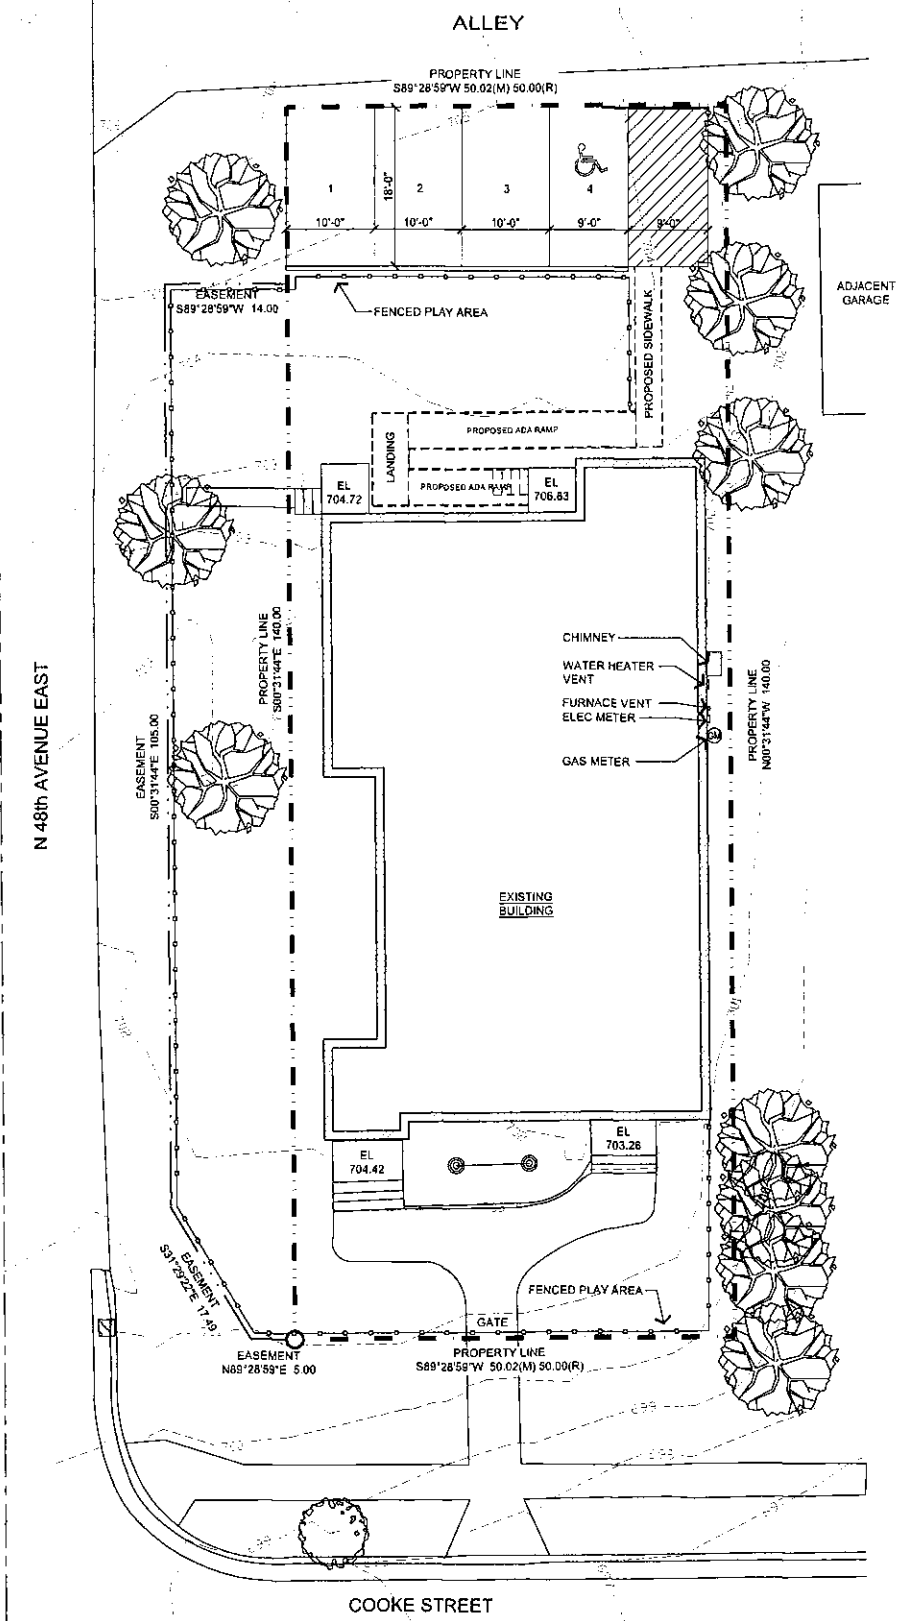 ALLEY
PROPERTY LINE
S89°28'59"W 50.02(M) 50.00(R)
1
2
3
4
18'-0"
10'-0"
10'-0"
10'-0"
9'-0"
9'-0"
EASEMENT
S89°28'59"W 14.00
FENCED PLAY AREA
PROPOSED SIDEWALK
ADJACENT
GARAGE
PROPOSED ADA RAMP
LANDING
EL
704.72
PROPOSED ADA RAMP
EL
706.63
CHIMNEY
WATER HEATER
VENT
FURNACE VENT
ELEC METER
GAS METER
GM
PROPERTY LINE
S00°31'44"E 140.00
PROPERTY LINE
N00°31'44"W 140.00
N 48th AVENUE EAST
EASEMENT
S00°31'44"E 105.00
EXISTING
BUILDING
EL
703.26
EL
704.42
EASEMENT
S31°29'22"E 17.49
FENCED PLAY AREA
GATE
EASEMENT
N89°28'59"E 5.00
PROPERTY LINE
S89°28'59"W 50.02(M) 50.00(R)
COOKE STREET